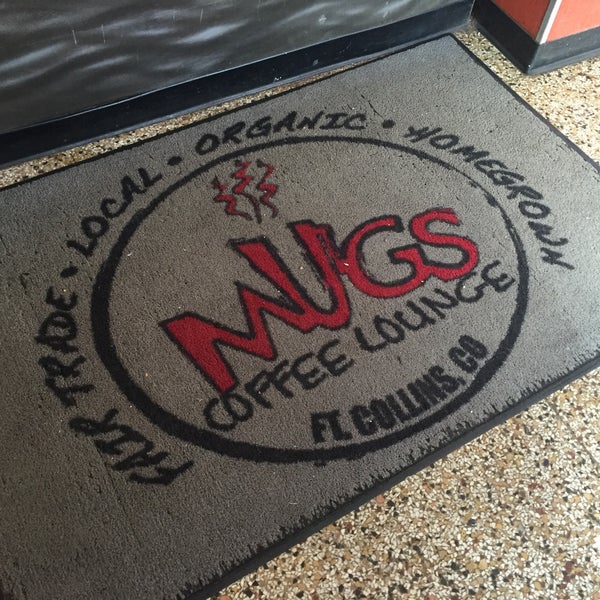 FAIR TRADE • LOCAL • ORGANIC • HOMEGROWN
MUGS
COFFEE LOUNGE
FT. COLLINS, CO